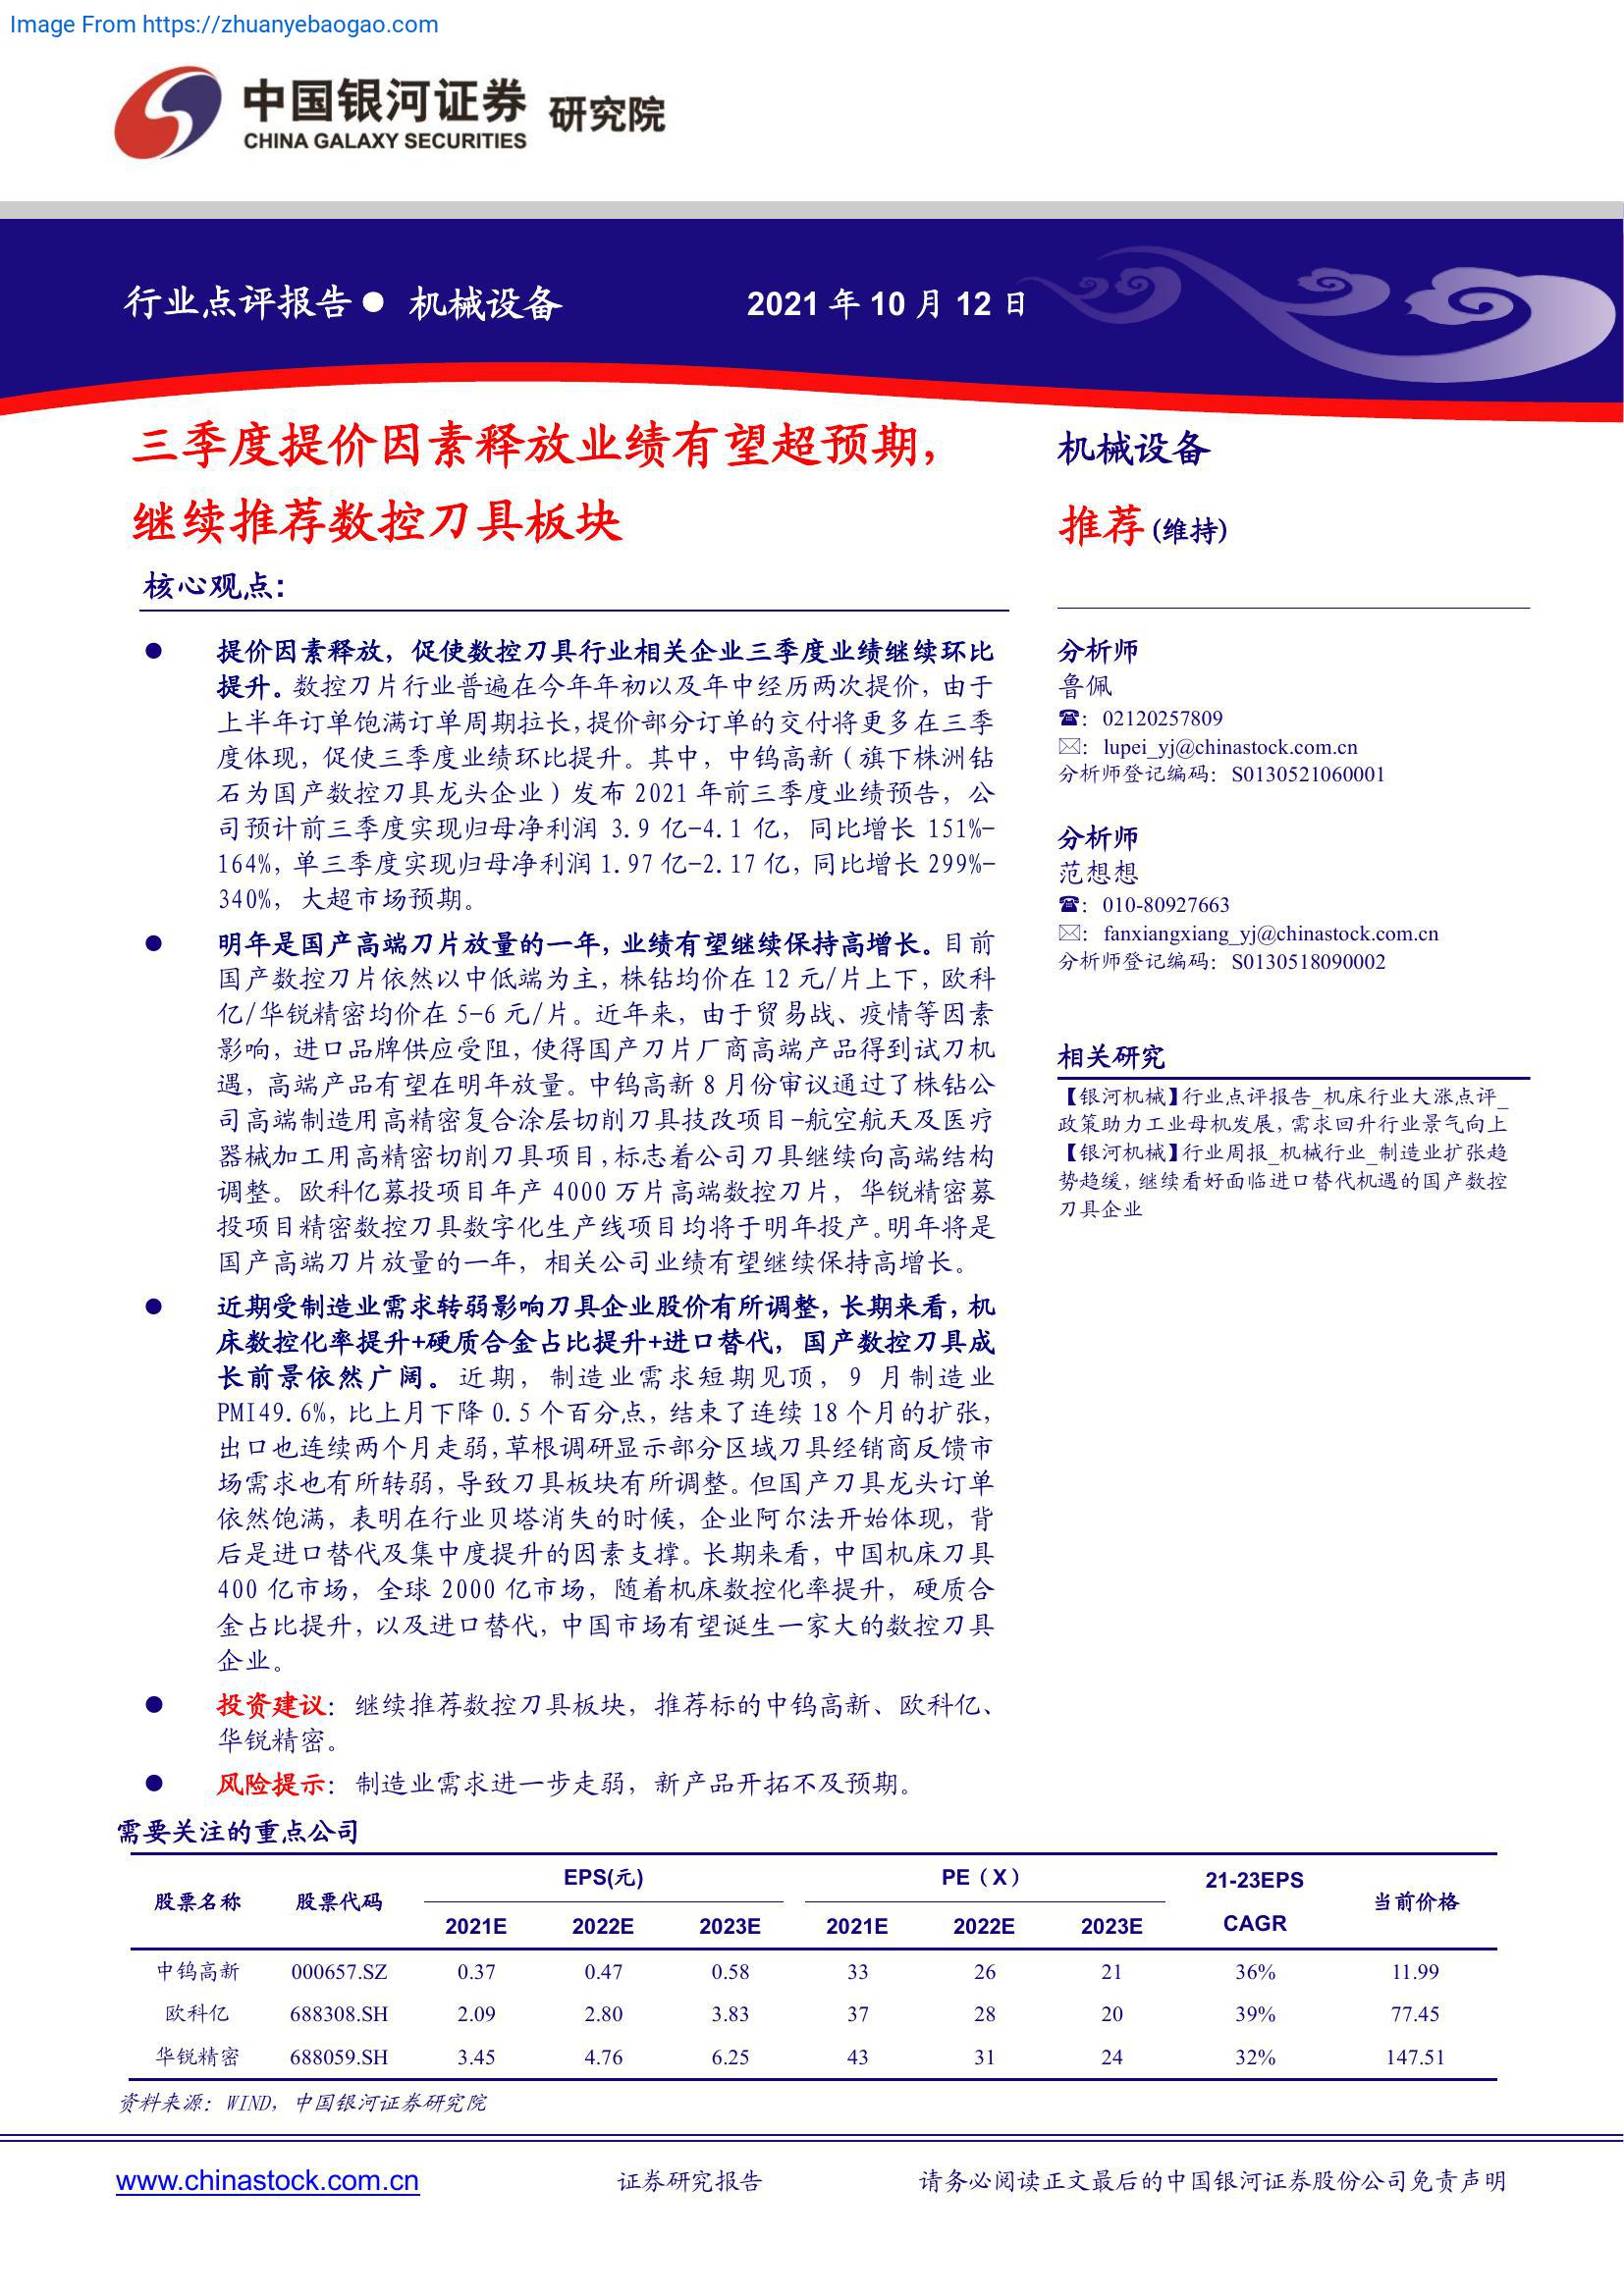 Image From https://zhuanyebaogao.com
中国银河证券 研究院
CHINA GALAXY SECURITIES
行业点评报告● 机械设备 2021 年 10 月 12 日
三季度提价因素释放业绩有望超预期，
继续推荐数控刀具板块
核心观点：
● 提价因素释放，促使数控刀具行业相关企业三季度业绩继续环比
提升。数控刀片行业普遍在今年年初以及年中经历两次提价，由于
上半年订单饱满订单周期拉长，提价部分订单的交付将更多在三季
度体现，促使三季度业绩环比提升。其中，中钨高新（旗下株洲钻
石为国产数控刀具龙头企业）发布 2021 年前三季度业绩预告，公
司预计前三季度实现归母净利润 3.9 亿-4.1 亿，同比增长 151%-
164%，单三季度实现归母净利润 1.97 亿-2.17 亿，同比增长 299%-
340%，大超市场预期。
● 明年是国产高端刀片放量的一年，业绩有望继续保持高增长。目前
国产数控刀片依然以中低端为主，株钻均价在 12 元/片上下，欧科
亿/华锐精密均价在 5-6 元/片。近年来，由于贸易战、疫情等因素
影响，进口品牌供应受阻，使得国产刀片厂商高端产品得到试刀机
遇，高端产品有望在明年放量。中钨高新 8 月份审议通过了株钻公
司高端制造用高精密复合涂层切削刀具技改项目-航空航天及医疗
器械加工用高精密切削刀具项目，标志着公司刀具继续向高端结构
调整。欧科亿募投项目年产 4000 万片高端数控刀片，华锐精密募
投项目精密数控刀具数字化生产线项目均将于明年投产。明年将是
国产高端刀片放量的一年，相关公司业绩有望继续保持高增长。
● 近期受制造业需求转弱影响刀具企业股价有所调整，长期来看，机
床数控化率提升+硬质合金占比提升+进口替代，国产数控刀具成
长前景依然广阔。近期，制造业需求短期见顶，9 月制造业
PMI49.6%，比上月下降 0.5 个百分点，结束了连续 18 个月的扩张，
出口也连续两个月走弱，草根调研显示部分区域刀具经销商反馈市
场需求也有所转弱，导致刀具板块有所调整。但国产刀具龙头订单
依然饱满，表明在行业贝塔消失的时候，企业阿尔法开始体现，背
后是进口替代及集中度提升的因素支撑。长期来看，中国机床刀具
400 亿市场，全球 2000 亿市场，随着机床数控化率提升，硬质合
金占比提升，以及进口替代，中国市场有望诞生一家大的数控刀具
企业。
● 投资建议：继续推荐数控刀具板块，推荐标的中钨高新、欧科亿、
华锐精密。
● 风险提示：制造业需求进一步走弱，新产品开拓不及预期。
机械设备
推荐 (维持)
分析师
鲁佩
☎：02120257809
✉：lupei_yj@chinastock.com.cn
分析师登记编码：S0130521060001
分析师
范想想
☎：010-80927663
✉：fanxiangxiang_yj@chinastock.com.cn
分析师登记编码：S0130518090002
相关研究
【银河机械】行业点评报告_机床行业大涨点评_
政策助力工业母机发展，需求回升行业景气向上
【银河机械】行业周报_机械行业_制造业扩张趋
势趋缓，继续看好面临进口替代机遇的国产数控
刀具企业
需要关注的重点公司
股票名称 股票代码 EPS(元) PE（X） 21-23EPS CAGR 当前价格
2021E 2022E 2023E 2021E 2022E 2023E
中钨高新 000657.SZ 0.37 0.47 0.58 33 26 21 36% 11.99
欧科亿 688308.SH 2.09 2.80 3.83 37 28 20 39% 77.45
华锐精密 688059.SH 3.45 4.76 6.25 43 31 24 32% 147.51
资料来源：WIND，中国银河证券研究院
www.chinastock.com.cn 证券研究报告 请务必阅读正文最后的中国银河证券股份公司免责声明